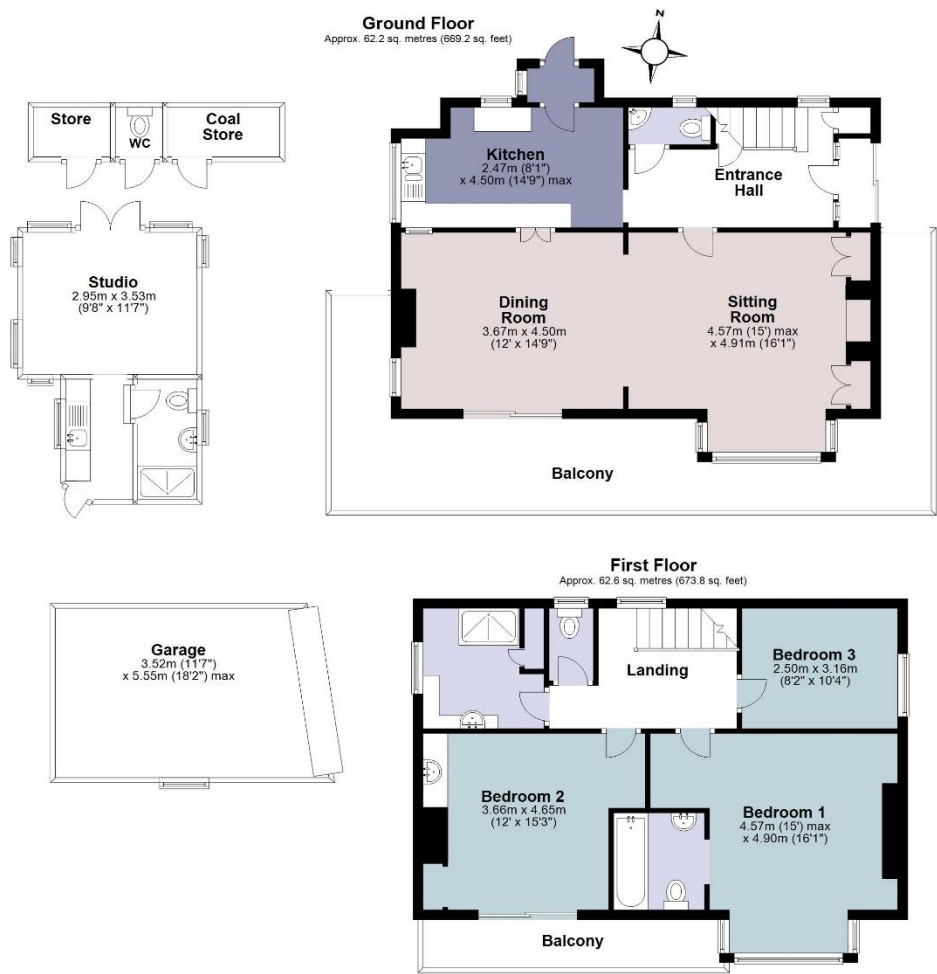 Ground Floor
Approx. 62.2 sq. metres (669.2 sq. feet)
N
Store
WC
Coal
Store
Kitchen
2.47m (8'1")
x 4.50m (14'9") max
Entrance
Hall
Studio
2.95m x 3.53m
(9'8" x 11'7")
Dining
Room
3.67m x 4.50m
(12' x 14'9")
Sitting
Room
4.57m (15') max
x 4.91m (16'1")
Balcony
First Floor
Approx. 62.6 sq. metres (673.8 sq. feet)
Garage
3.52m (11'7")
x 5.55m (18'2") max
Landing
Bedroom 3
2.50m x 3.16m
(8'2" x 10'4")
Bedroom 2
3.66m x 4.65m
(12' x 15'3")
Bedroom 1
4.57m (15') max
x 4.90m (16'1")
Balcony